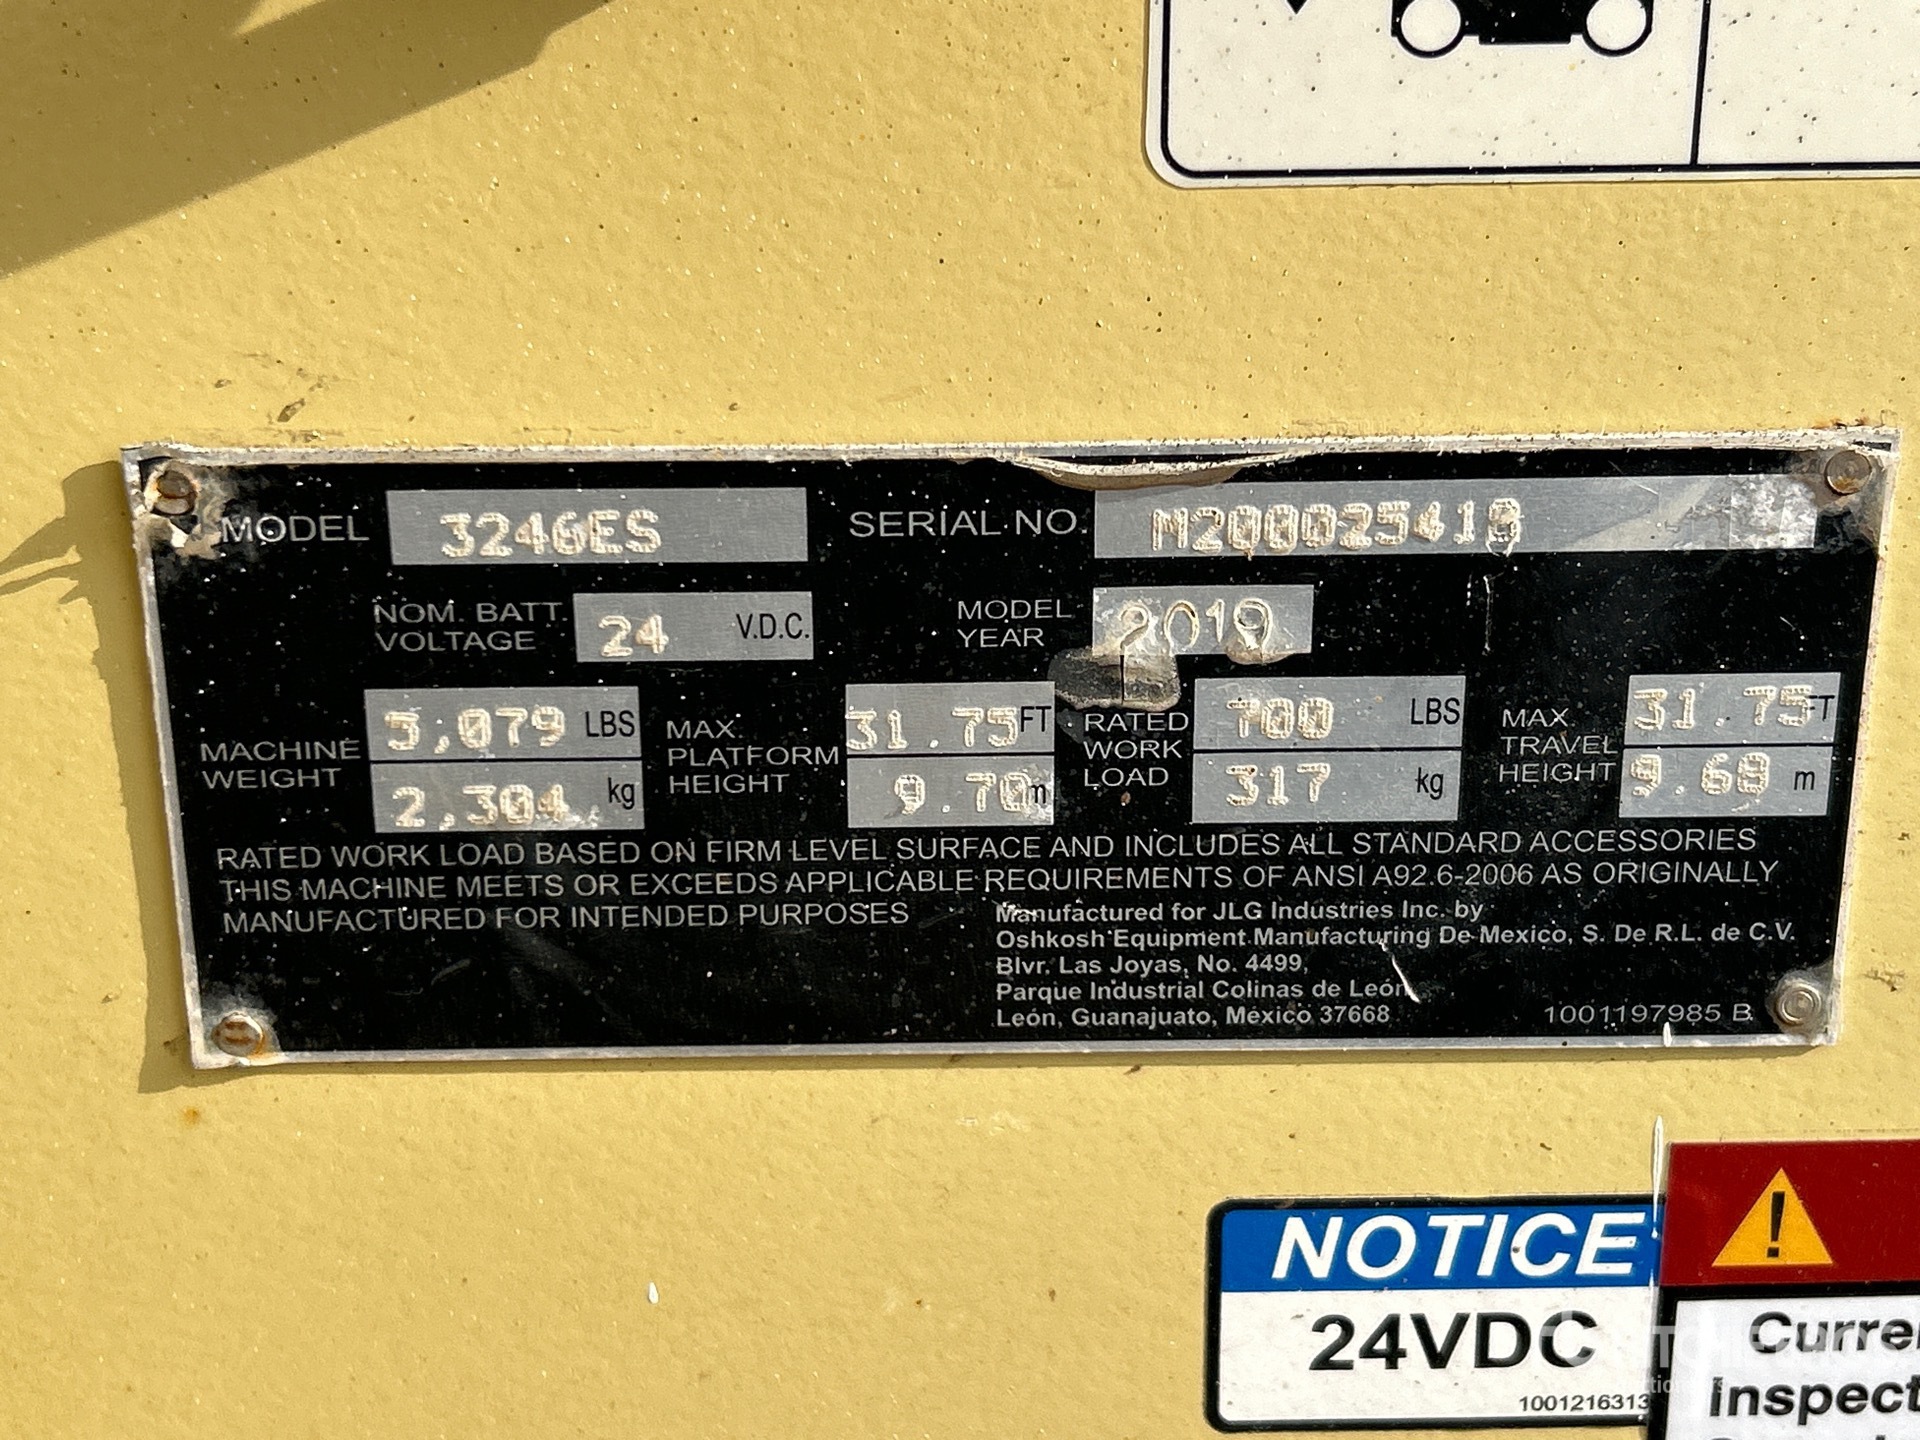 MODEL 3246ES SERIAL NO. M200025418
NOM. BATT. VOLTAGE 24 V.D.C. MODEL YEAR 2019
MACHINE WEIGHT 5,079 LBS 2,304 kg
MAX. PLATFORM HEIGHT 31.75 FT 9.70 m
RATED WORK LOAD 700 LBS 317 kg
MAX. TRAVEL HEIGHT 31.75 FT 9.68 m
RATED WORK LOAD BASED ON FIRM LEVEL SURFACE AND INCLUDES ALL STANDARD ACCESSORIES
THIS MACHINE MEETS OR EXCEEDS APPLICABLE REQUIREMENTS OF ANSI A92.6-2006 AS ORIGINALLY
MANUFACTURED FOR INTENDED PURPOSES
Manufactured for JLG Industries Inc. by
Oshkosh Equipment Manufacturing De Mexico, S. De R.L. de C.V.
Blvr. Las Joyas, No. 4499,
Parque Industrial Colinas de León
León, Guanajuato, México 37668
1001197985 B
NOTICE
24VDC
1001216313